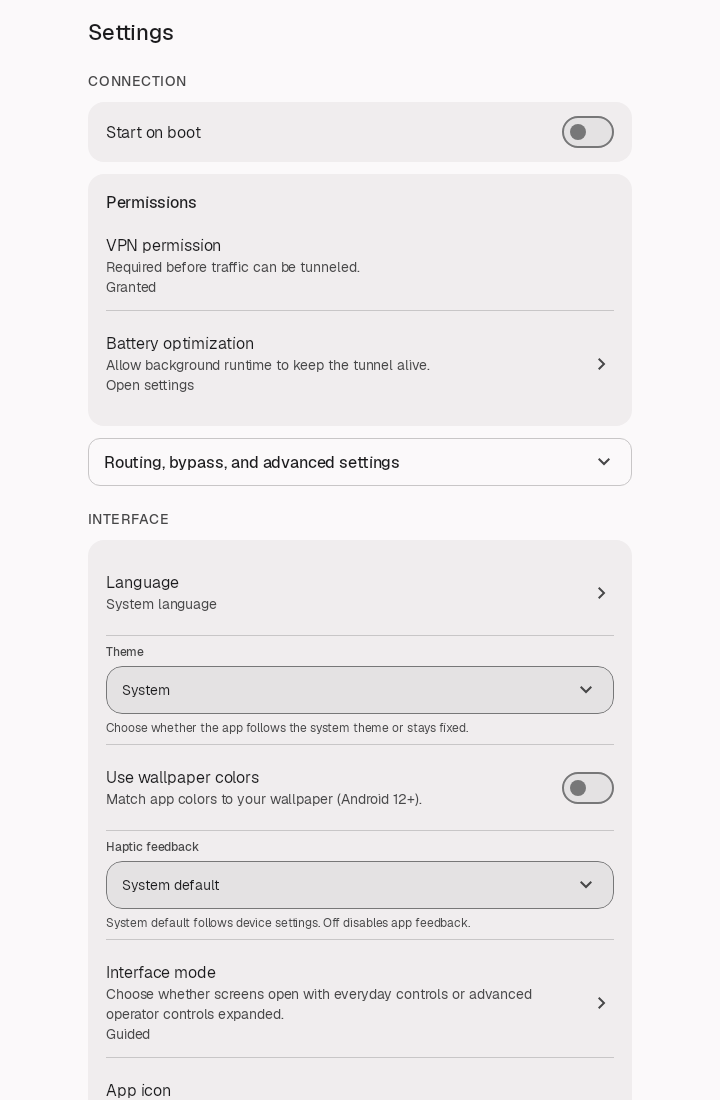 Settings
CONNECTION
Start on boot
Permissions
VPN permission
Required before traffic can be tunneled.
Granted
Battery optimization
Allow background runtime to keep the tunnel alive.
Open settings
Routing, bypass, and advanced settings
INTERFACE
Language
System language
Theme
System
Choose whether the app follows the system theme or stays fixed.
Use wallpaper colors
Match app colors to your wallpaper (Android 12+).
Haptic feedback
System default
System default follows device settings. Off disables app feedback.
Interface mode
Choose whether screens open with everyday controls or advanced
operator controls expanded.
Guided
App icon